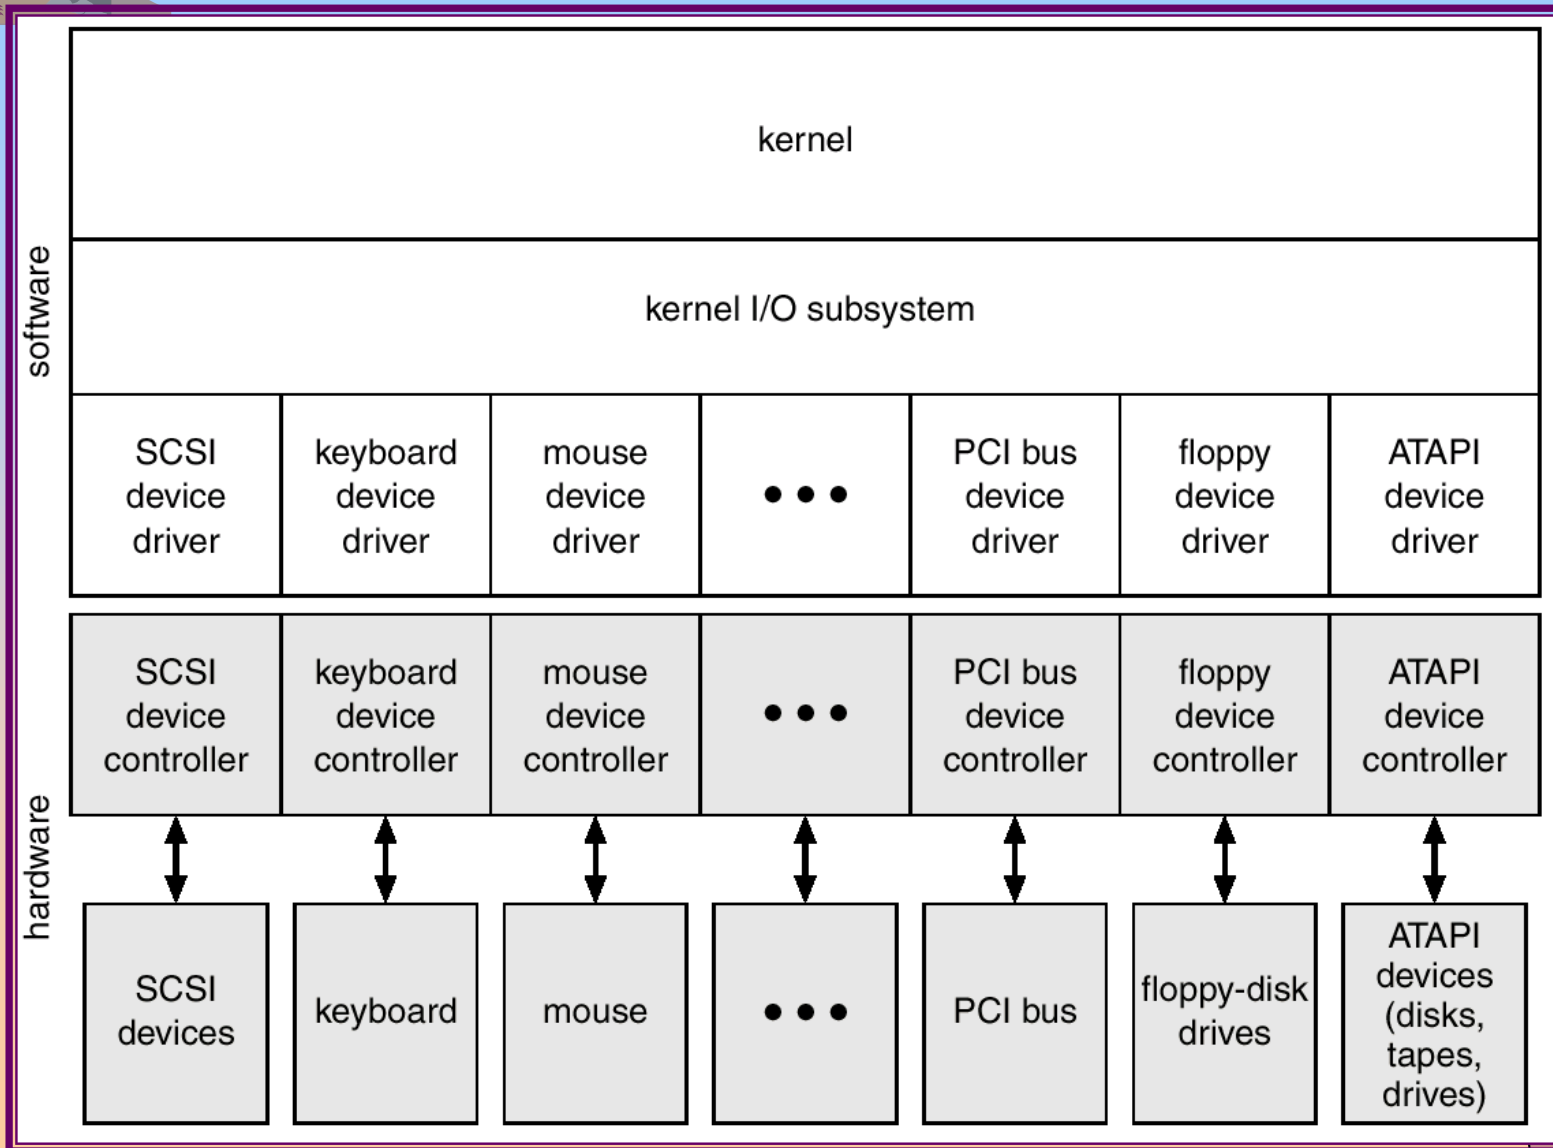 software
kernel
kernel I/O subsystem
SCSI
device
driver
keyboard
device
driver
mouse
device
driver
•••
PCI bus
device
driver
floppy
device
driver
ATAPI
device
driver
hardware
SCSI
device
controller
keyboard
device
controller
mouse
device
controller
•••
PCI bus
device
controller
floppy
device
controller
ATAPI
device
controller
SCSI
devices
keyboard
mouse
•••
PCI bus
floppy-disk
drives
ATAPI
devices
(disks,
tapes,
drives)